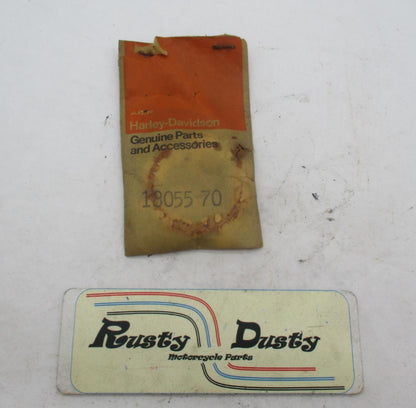 Harley-Davidson
Genuine Parts
and Accessories
18055 70
Rusty Dusty
Motorcycle Parts